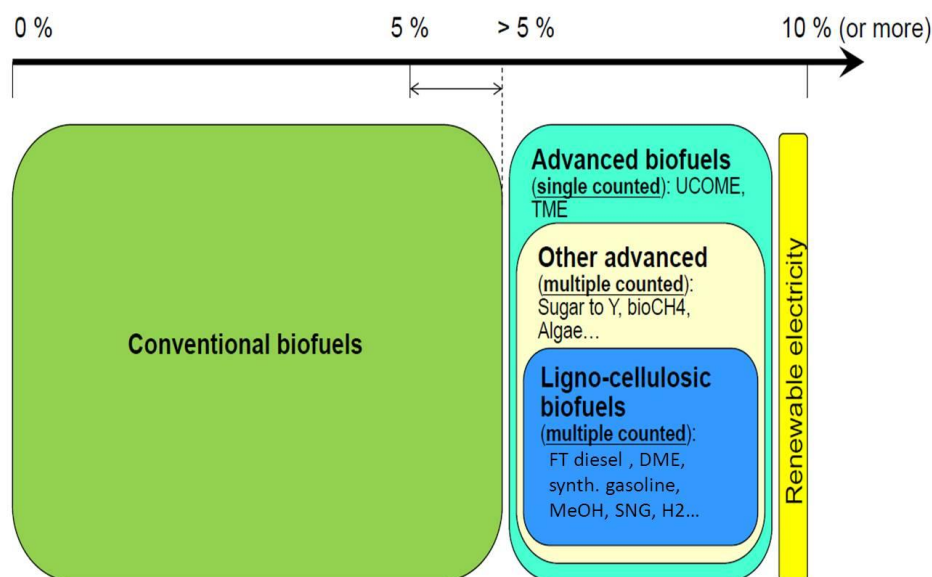 0 % 5 % > 5 % 10 % (or more)
Conventional biofuels
Advanced biofuels
(single counted): UCOME,
TME
Other advanced
(multiple counted):
Sugar to Y, bioCH4,
Algae...
Ligno-cellulosic
biofuels
(multiple counted):
FT diesel , DME,
synth. gasoline,
MeOH, SNG, H2...
Renewable electricity